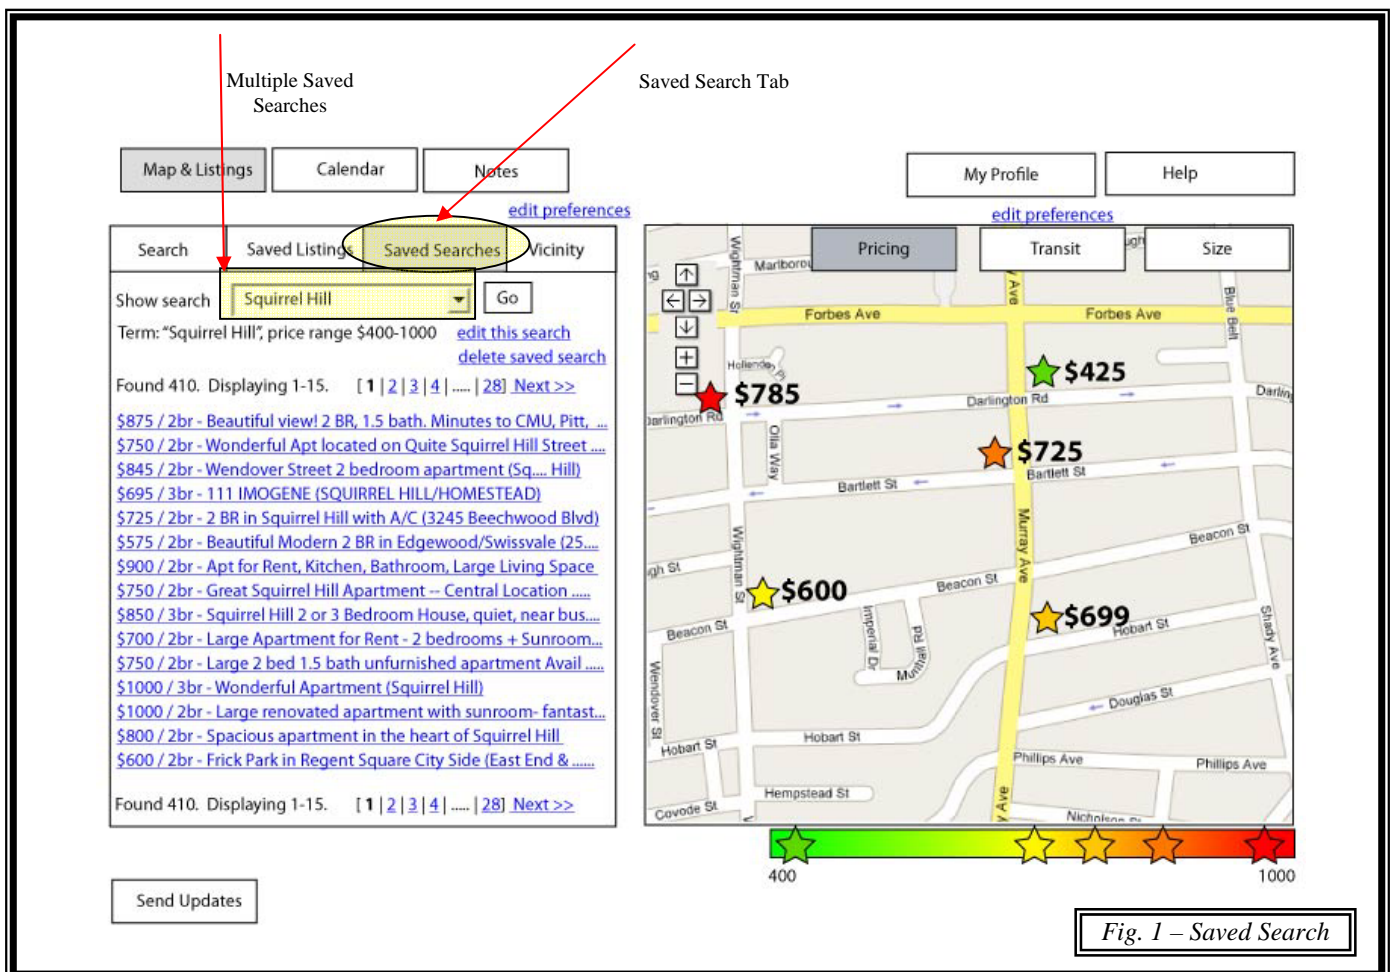 Multiple Saved
Searches
Saved Search Tab
Map & Listings
Calendar
Notes
My Profile
Help
edit preferences
edit preferences
Search
Saved Listings
Saved Searches
Vicinity
Show search
Squirrel Hill
Go
Term: "Squirrel Hill", price range $400-1000
edit this search
delete saved search
Found 410. Displaying 1-15. [ 1 | 2 | 3 | 4 | ..... | 28] Next >>
$875 / 2br - Beautiful view! 2 BR, 1.5 bath. Minutes to CMU, Pitt, ...
$750 / 2br - Wonderful Apt located on Quite Squirrel Hill Street ....
$845 / 2br - Wendover Street 2 bedroom apartment (Sq.... Hill)
$695 / 3br - 111 IMOGENE (SQUIRREL HILL/HOMESTEAD)
$725 / 2br - 2 BR in Squirrel Hill with A/C (3245 Beechwood Blvd)
$575 / 2br - Beautiful Modern 2 BR in Edgewood/Swissvale (25....
$900 / 2br - Apt for Rent, Kitchen, Bathroom, Large Living Space
$750 / 2br - Great Squirrel Hill Apartment -- Central Location .....
$850 / 3br - Squirrel Hill 2 or 3 Bedroom House, quiet, near bus....
$700 / 2br - Large Apartment for Rent - 2 bedrooms + Sunroom...
$750 / 2br - Large 2 bed 1.5 bath unfurnished apartment Avail .....
$1000 / 3br - Wonderful Apartment (Squirrel Hill)
$1000 / 2br - Large renovated apartment with sunroom- fantast...
$800 / 2br - Spacious apartment in the heart of Squirrel Hill
$600 / 2br - Frick Park in Regent Square City Side (East End & ......
Found 410. Displaying 1-15. [ 1 | 2 | 3 | 4 | ..... | 28] Next >>
Send Updates
Pricing
Transit
Size
Wightman St
Marlborou
Ave
Blue Belt
Forbes Ave
Forbes Ave
$425
$785
Darlington Rd
Darlington Rd
Darlin
Olia Way
$725
Bartlett St
Bartlett St
Wightman St
Murray Ave
Beacon St
gh St
Beacon St
$600
Beacon St
Imperial Dr
$699
Hobart St
Shady Ave
Wendover St
Douglas St
Hobart St
Hobart St
Phillips Ave
Phillips Ave
Hempstead St
Covode St
y Ave
400
1000
Fig. 1 – Saved Search